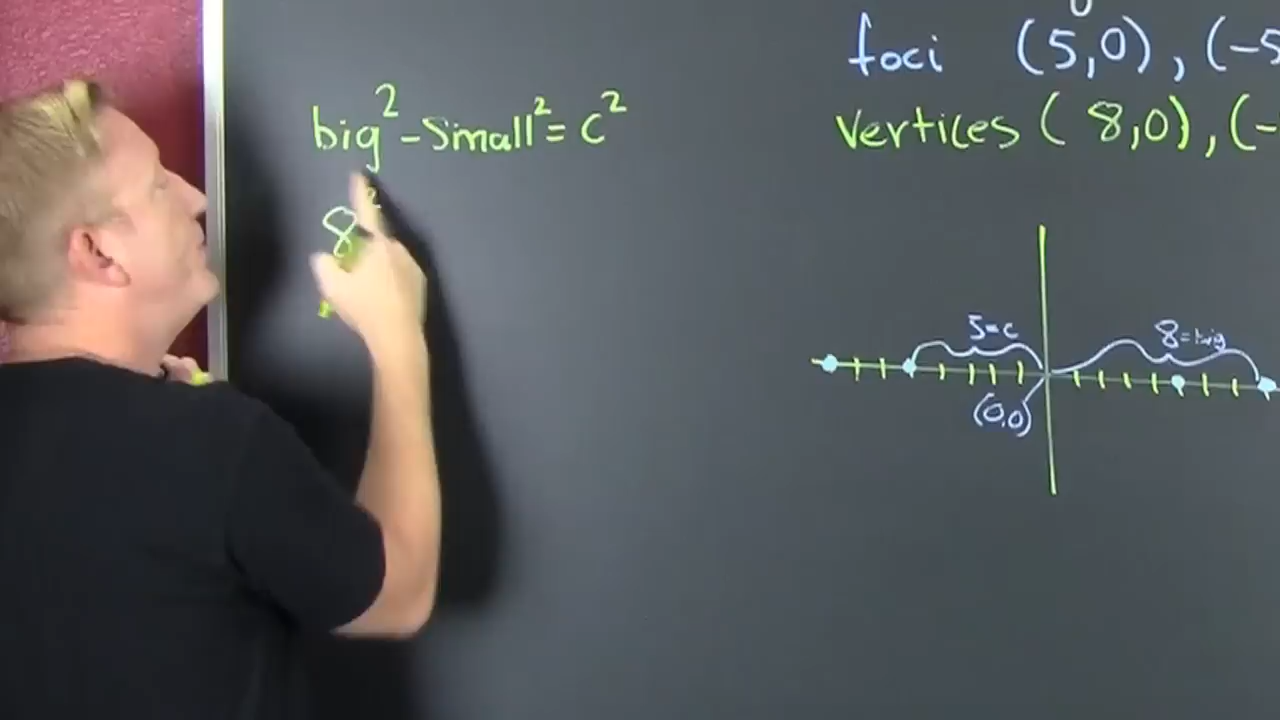 big² - Small² = c²
8²
foci (5,0), (-5
vertices (8,0), (-
5=c
8=big
(0,0)